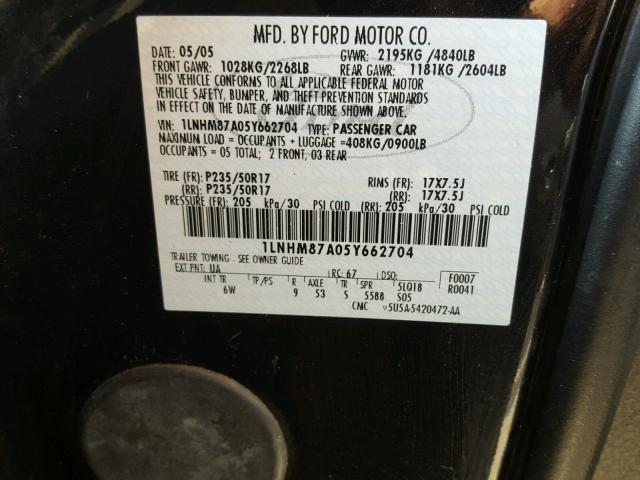 MFD. BY FORD MOTOR CO.
DATE: 05/05 GVWR: 2195KG /4840LB
FRONT GAWR: 1028KG/2268LB REAR GAWR: 1181KG /2604LB
THIS VEHICLE CONFORMS TO ALL APPLICABLE FEDERAL MOTOR
VEHICLE SAFETY, BUMPER, AND THEFT PREVENTION STANDARDS
IN EFFECT ON THE DATE OF MANUFACTURE SHOWN ABOVE.
VIN: 1LNHM87A05Y662704 TYPE: PASSENGER CAR
MAXIMUM LOAD = OCCUPANTS + LUGGAGE =408KG/0900LB
OCCUPANTS = 05 TOTAL; 2 FRONT, 03 REAR
TIRE (FR): P235/50R17 RIMS (FR): 17X7.5J
(RR): P235/50R17 (RR): 17X7.5J
PRESSURE (FR): 205 kPa/30 PSI COLD (RR): 205 kPa/30 PSI COLD
1LNHM87A05Y662704
TRAILER TOWING - SEE OWNER GUIDE
EXT PNT: UA RC: 67 DSO: F0007
INT TR TP/PS R AXLE TR SPR 5L018 R0041
6W 9 53 S 5588 S05
CMC ▽5U5A-5420472-AA